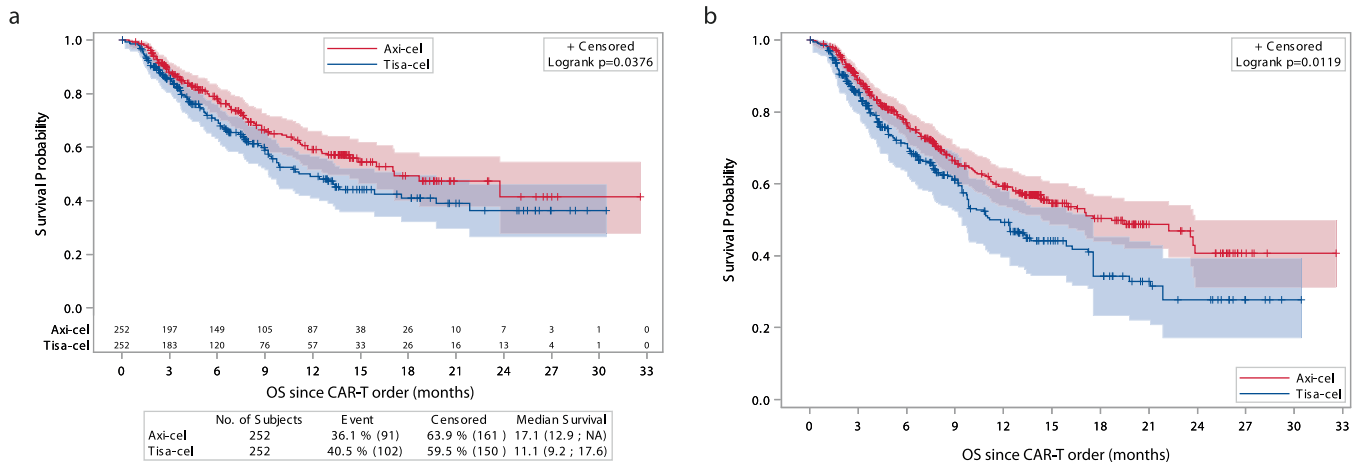 a
Survival Probability
1.0
0.8
0.6
0.4
0.2
0.0
Axi-cel
Tisa-cel
+ Censored
Logrank p=0.0376
Axi-cel 252 197 149 105 87 38 26 10 7 3 1 0
Tisa-cel 252 183 120 76 57 33 26 16 13 4 1 0
0 3 6 9 12 15 18 21 24 27 30 33
OS since CAR-T order (months)
No. of Subjects Event Censored Median Survival
Axi-cel 252 36.1 % (91) 63.9 % (161) 17.1 (12.9 ; NA)
Tisa-cel 252 40.5 % (102) 59.5 % (150) 11.1 (9.2 ; 17.6)
b
Survival Probability
1.0
0.8
0.6
0.4
0.2
0.0
+ Censored
Logrank p=0.0119
Axi-cel
Tisa-cel
0 3 6 9 12 15 18 21 24 27 30 33
OS since CAR-T order (months)